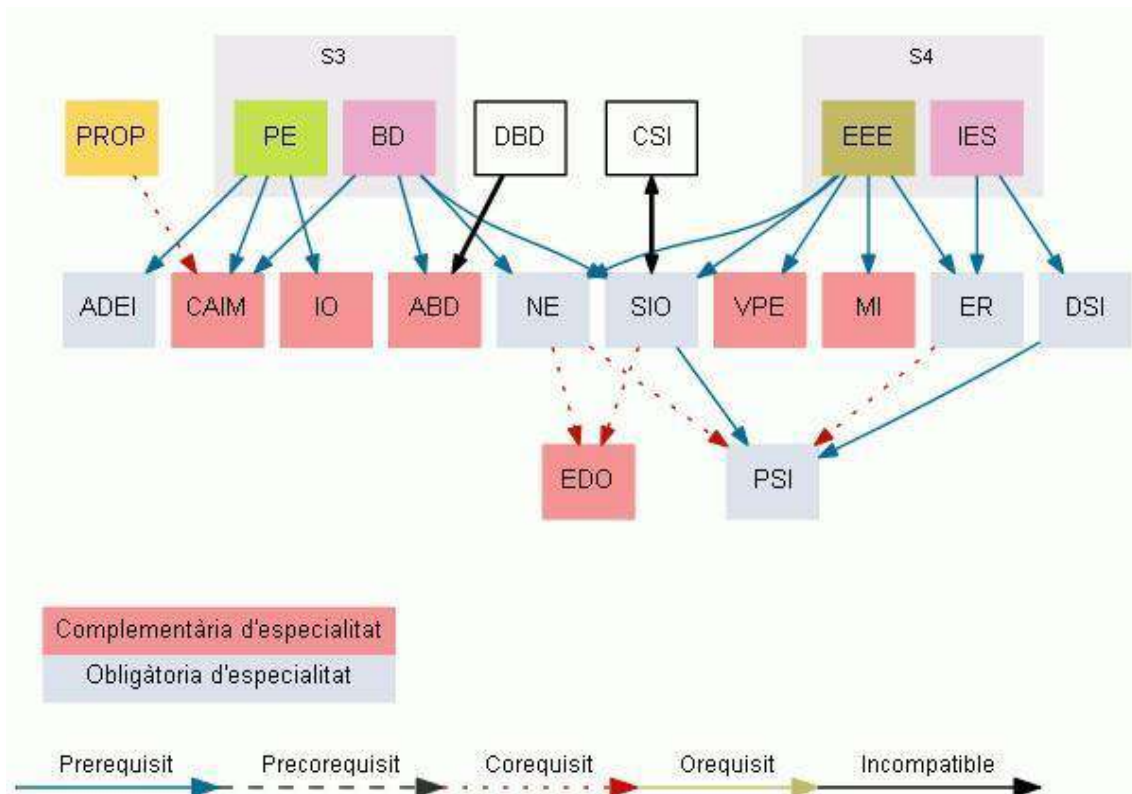 S3
S4
PROP
PE
BD
DBD
CSI
EEE
IES
ADEI
CAIM
IO
ABD
NE
SIO
VPE
MI
ER
DSI
EDO
PSI
Complementària d'especialitat
Obligàtoria d'especialitat
Prerequisit
Precorequisit
Corequisit
Orequisit
Incompatible